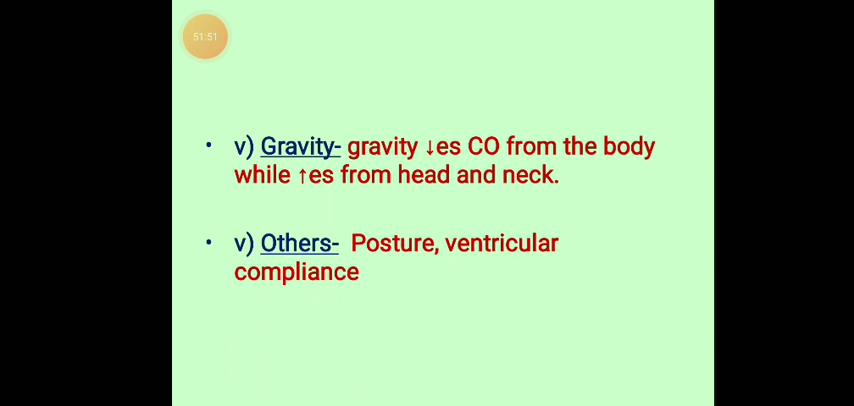 51:51
• v) Gravity- gravity ↓es CO from the body
while ↑es from head and neck.
• v) Others- Posture, ventricular
compliance